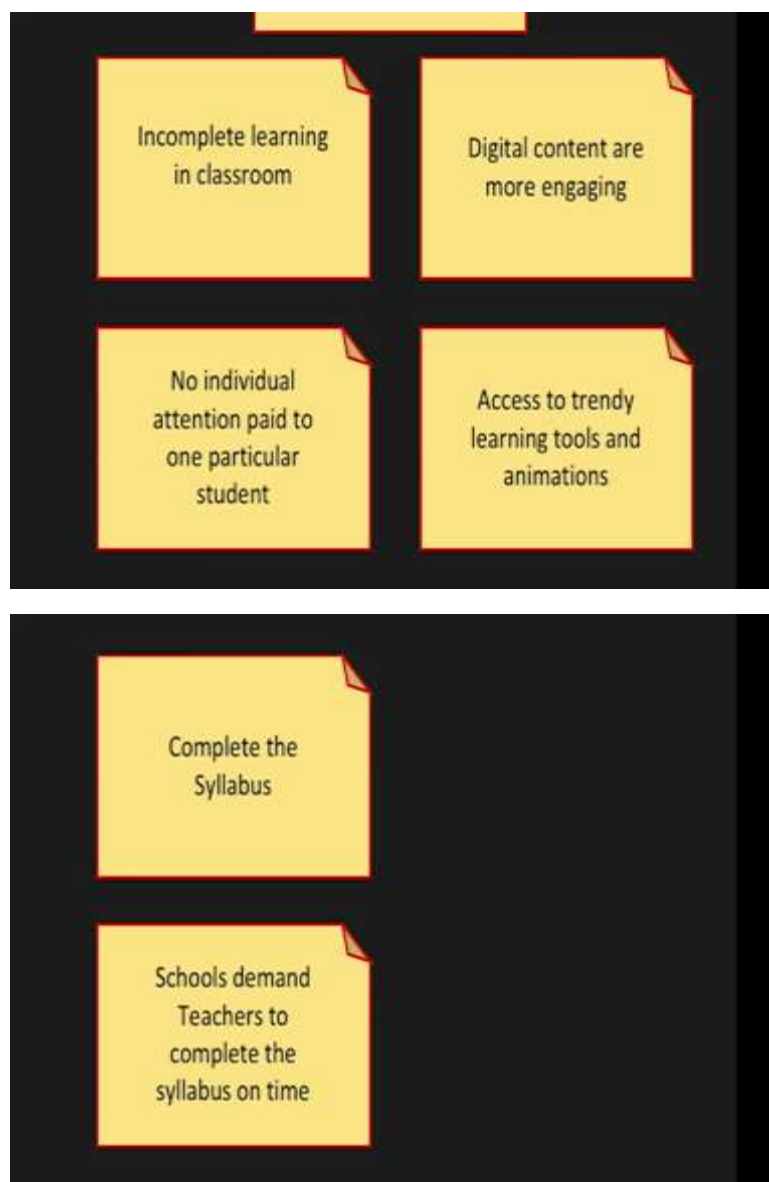 Incomplete learning
in classroom
Digital content are
more engaging
No individual
attention paid to
one particular
student
Access to trendy
learning tools and
animations
Complete the
Syllabus
Schools demand
Teachers to
complete the
syllabus on time